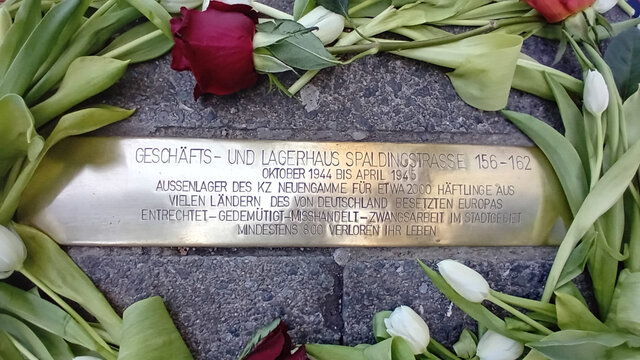 GESCHÄFTS- UND LAGERHAUS SPALDINGSTRASSE 156-162
OKTOBER 1944 BIS APRIL 1945
AUSSENLAGER DES KZ NEUENGAMME FÜR ETWA 2000 HÄFTLINGE AUS
VIELEN LÄNDERN DES VON DEUTSCHLAND BESETZTEN EUROPAS
ENTRECHTET-GEDEMÜTIGT-MISSHANDELT-ZWANGSARBEIT IM STADTGEBIET
MINDESTENS 800 VERLOREN IHR LEBEN